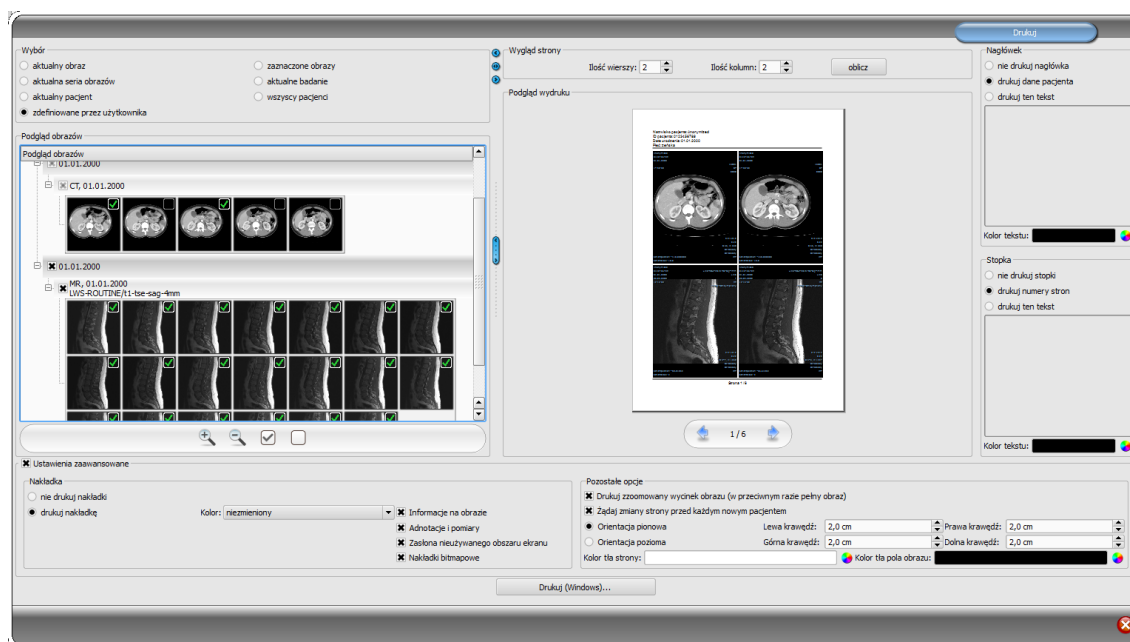 Drukuj
Wybór
aktualny obraz
zaznaczone obrazy
aktualna seria obrazów
aktualne badanie
aktualny pacjent
wszyscy pacjenci
zdefiniowane przez użytkownika
Podgląd obrazów
Podgląd obrazów
01.01.2000
CT, 01.01.2000
01.01.2000
MR, 01.01.2000
LWS-ROUTINE/t1-tse-sag-4mm
Wygląd strony
Ilość wierszy: 2
Ilość kolumn: 2
oblicz
Podgląd wydruku
Strona 1 / 6
1/6
Nagłówek
nie drukuj nagłówka
drukuj dane pacjenta
drukuj ten tekst
Kolor tekstu:
Stopka
nie drukuj stopki
drukuj numery stron
drukuj ten tekst
Kolor tekstu:
Ustawienia zaawansowane
Nakładka
nie drukuj nakładki
drukuj nakładkę
Kolor: niezmieniony
Informacje na obrazie
Adnotacje i pomiary
Zasłona nieużywanego obszaru ekranu
Nakładki bitmapowe
Pozostałe opcje
Drukuj zzoomowany wycinek obrazu (w przeciwnym razie pełny obraz)
Żądaj zmiany strony przed każdym nowym pacjentem
Orientacja pionowa
Lewa krawędź: 2,0 cm
Prawa krawędź: 2,0 cm
Orientacja pozioma
Górna krawędź: 2,0 cm
Dolna krawędź: 2,0 cm
Kolor tła strony:
Kolor tła pola obrazu:
Drukuj (Windows)...